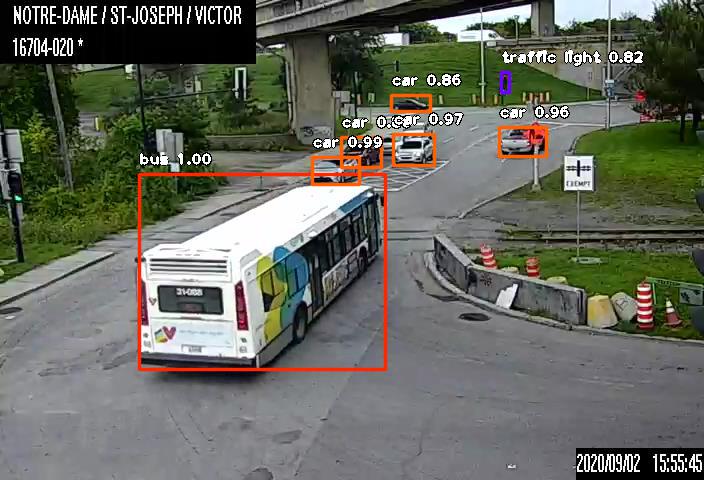 NOTRE-DAME / ST-JOSEPH / VICTOR
16704-020 *
traffic light 0.82
car 0.86
car 0.96
car 0.97
car 0.99
bus 1.00
EXEMPT
31-088
2020/09/02 15:55:45